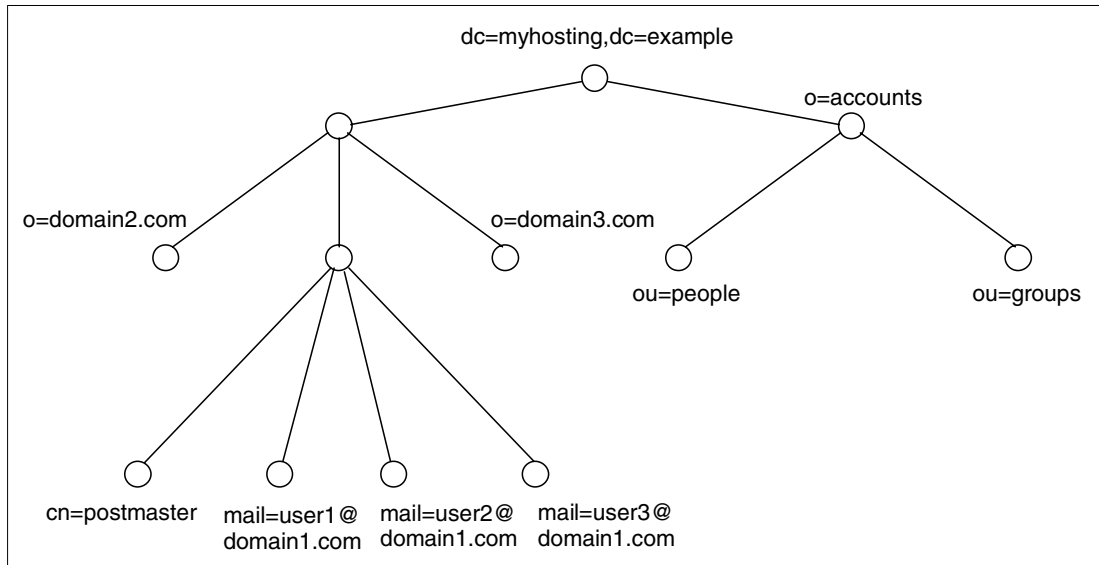 dc=myhosting,dc=example
o=accounts
o=domain2.com
o=domain3.com
ou=people
ou=groups
cn=postmaster
mail=user1@
domain1.com
mail=user2@
domain1.com
mail=user3@
domain1.com